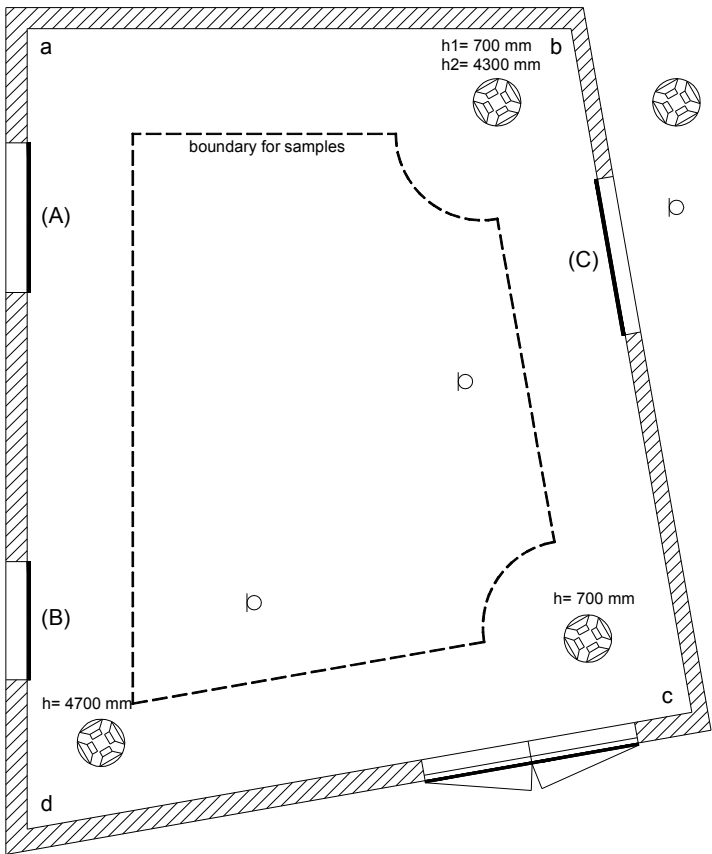 a
h1= 700 mm
b
h2= 4300 mm
boundary for samples
(A)
(C)
h= 700 mm
(B)
c
h= 4700 mm
d